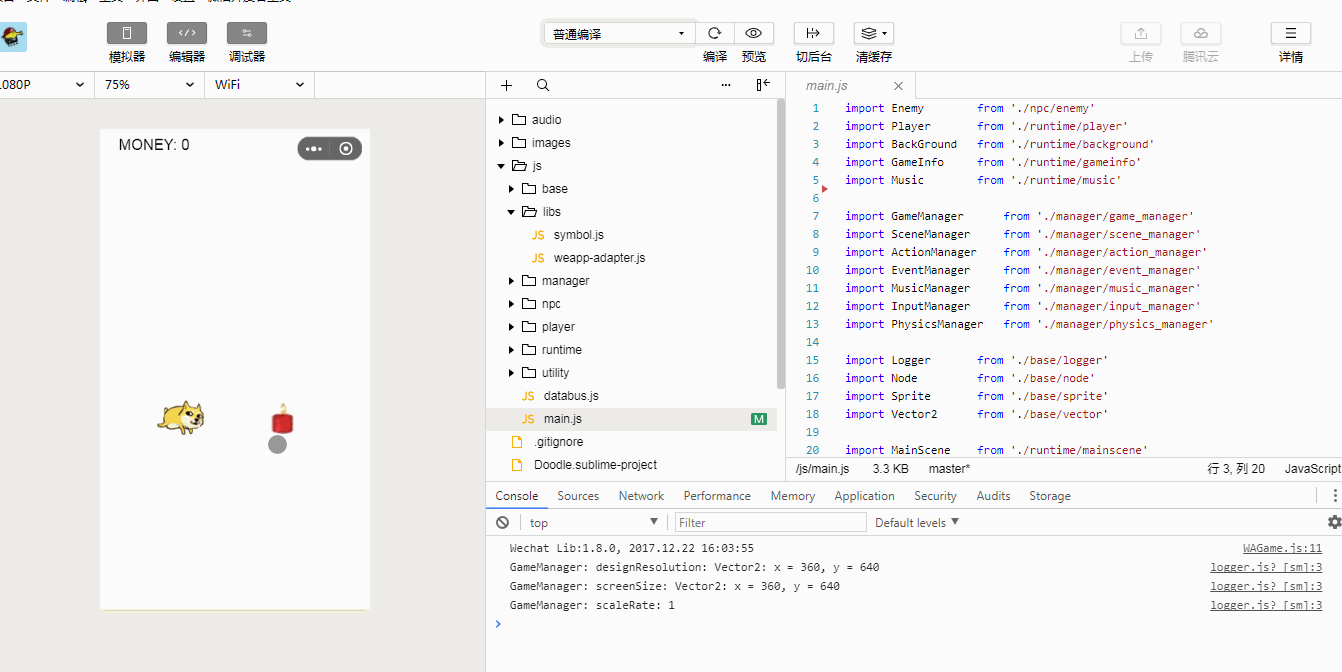 普通编译
模拟器 编辑器 调试器 编译 预览 切后台 清缓存 上传 腾讯云 详情
75% WiFi
MONEY: 0
audio
images
js
base
libs
JS symbol.js
JS weapp-adapter.js
manager
npc
player
runtime
utility
JS databus.js
JS main.js M
.gitignore
Doodle.sublime-project
main.js
1 import Enemy from './npc/enemy'
2 import Player from './runtime/player'
3 import BackGround from './runtime/background'
4 import GameInfo from './runtime/gameinfo'
5 import Music from './runtime/music'
6
7 import GameManager from './manager/game_manager'
8 import SceneManager from './manager/scene_manager'
9 import ActionManager from './manager/action_manager'
10 import EventManager from './manager/event_manager'
11 import MusicManager from './manager/music_manager'
12 import InputManager from './manager/input_manager'
13 import PhysicsManager from './manager/physics_manager'
14
15 import Logger from './base/logger'
16 import Node from './base/node'
17 import Sprite from './base/sprite'
18 import Vector2 from './base/vector'
19
20 import MainScene from './runtime/mainscene'
/js/main.js 3.3 KB master* 行 3, 列 20 JavaScript
Console Sources Network Performance Memory Application Security Audits Storage
top Filter Default levels
Wechat Lib:1.8.0, 2017.12.22 16:03:55 WAGame.js:11
GameManager: designResolution: Vector2: x = 360, y = 640 logger.js? [sm]:3
GameManager: screenSize: Vector2: x = 360, y = 640 logger.js? [sm]:3
GameManager: scaleRate: 1 logger.js? [sm]:3